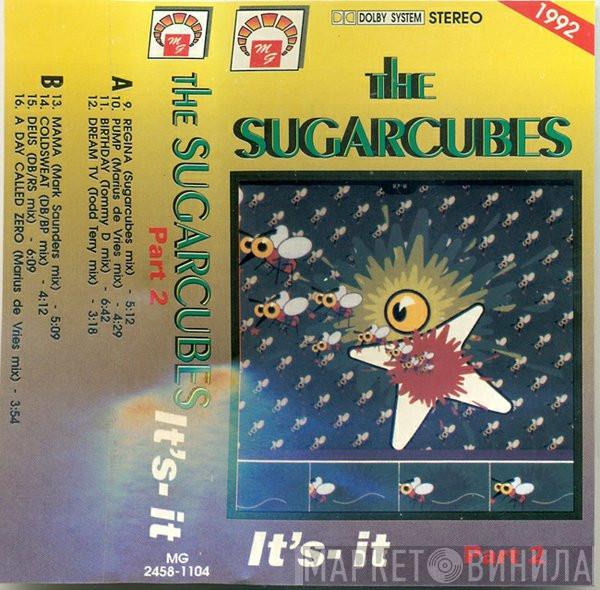 MG
DOLBY SYSTEM STEREO
1992
THE
SUGARCUBES
It's-it
Part 2
MG
THE SUGARCUBES
Part 2
It's-it
MG
2458-1104
A
9. REGINA (Sugarcubes mix) - 5:12
10. PUMP (Marius de Vries mix) - 4:29
11. BIRTHDAY (Tommy D mix) - 6:42
12. DREAM TV (Todd Terry mix) - 3:18
B
13. MAMA (Mark Saunders mix) - 5:09
14. COLDSWEAT (DB/BP mix) - 4:12
15. DEUS (DB/RS mix) - 6:09
16. A DAY CALLED ZERO (Marius de Vries mix) - 3:54
МАРКЕТ ВИНИЛА